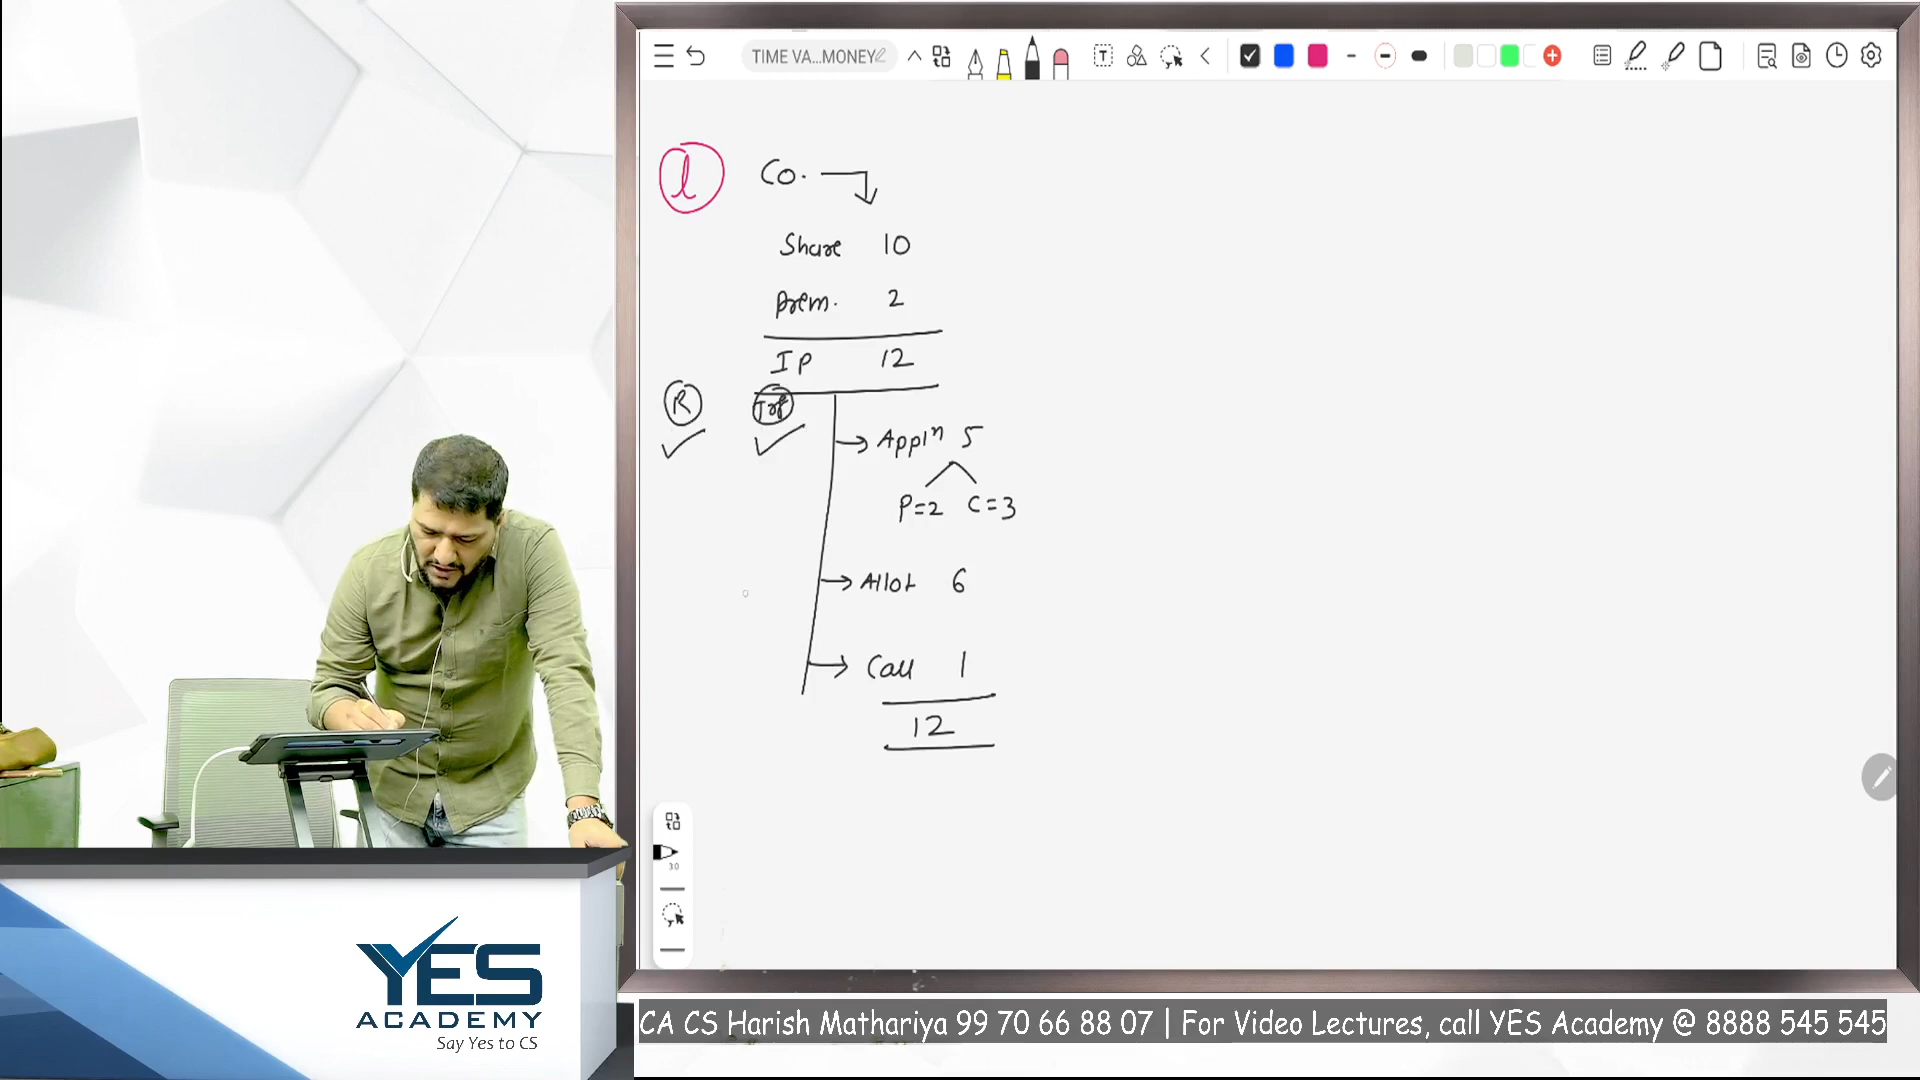 TIME VA...MONEY
l
Co.
Share 10
Prem. 2
IP 12
R Trf
Appln 5
P=2 C=3
Allot 6
Call 1
12
30
YES
ACADEMY
Say Yes to CS
CA CS Harish Mathariya 99 70 66 88 07 | For Video Lectures, call YES Academy @ 8888 545 545